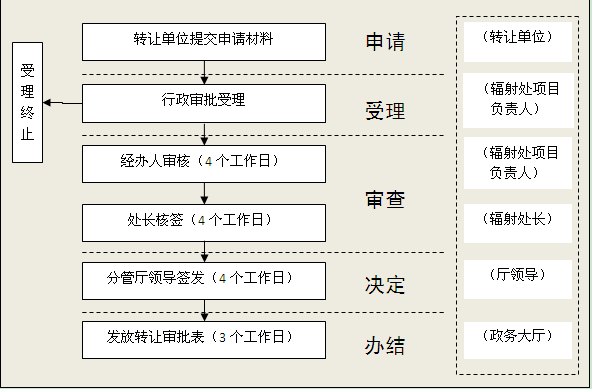 转让单位提交申请材料
申请
（转让单位）
受理终止
行政审批受理
受理
（辐射处项目
负责人）
经办人审核（4 个工作日）
审查
（辐射处项目
负责人）
处长核签（4 个工作日）
（辐射处长）
分管厅领导签发（4 个工作日）
决定
（厅领导）
发放转让审批表（3 个工作日）
办结
（政务大厅）